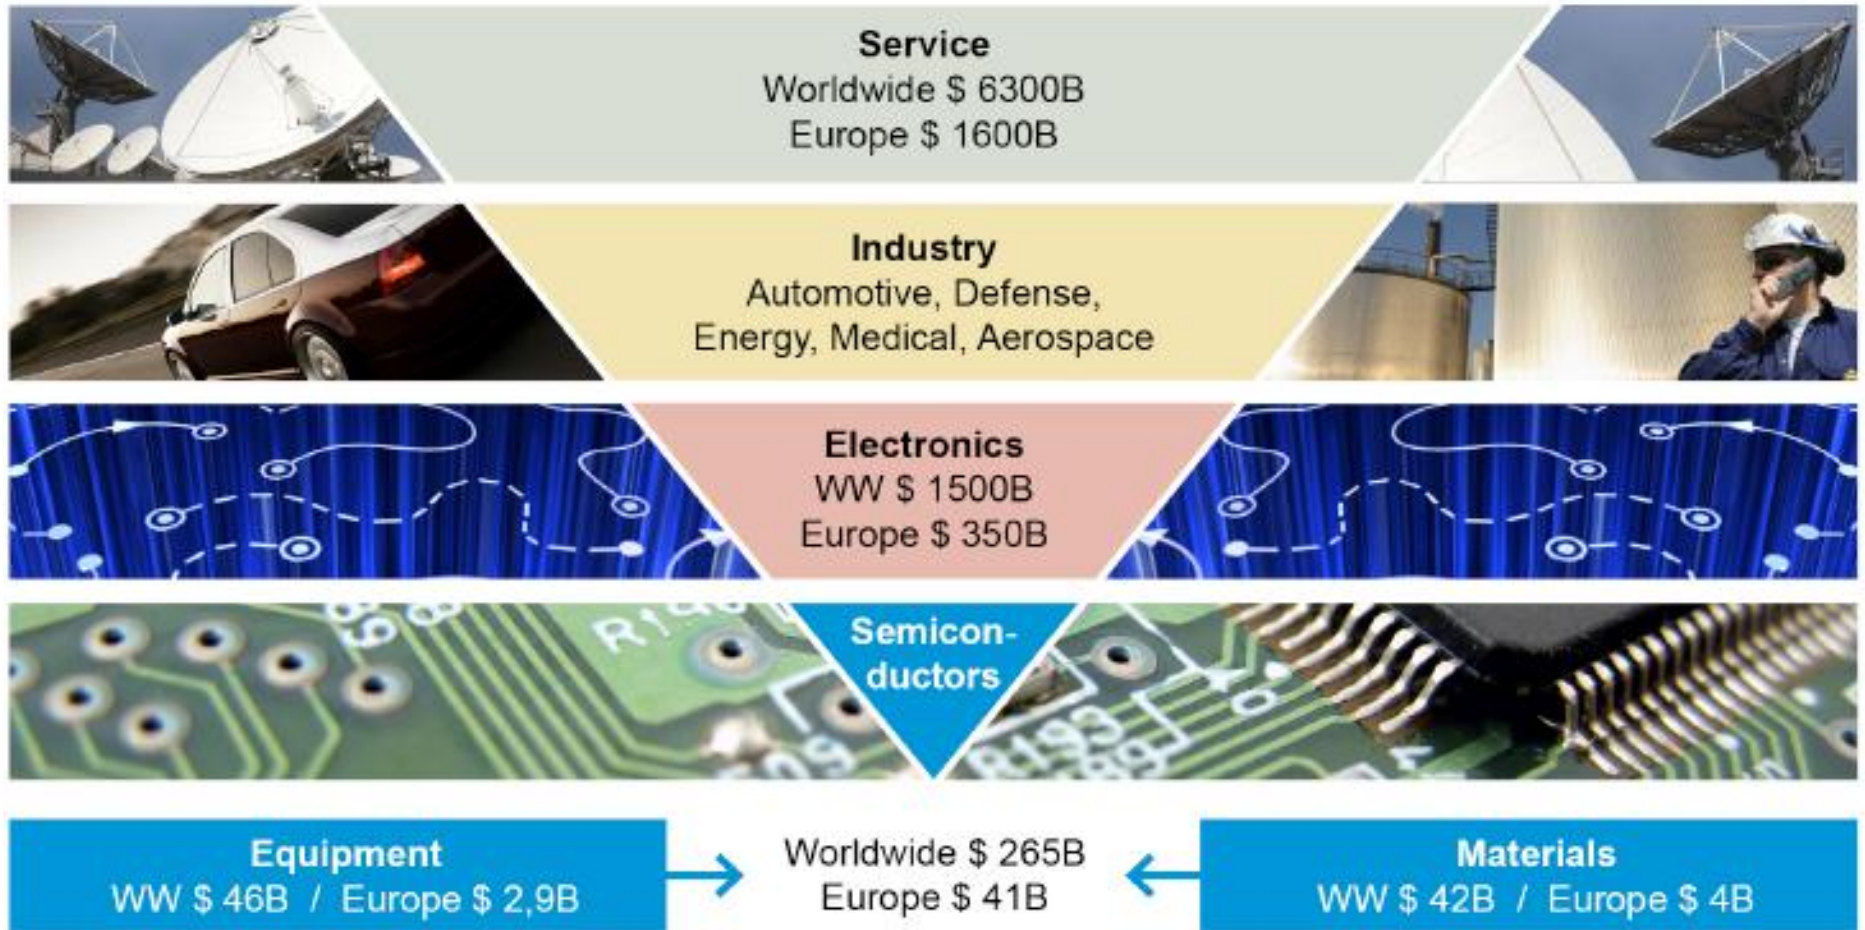 Service
Worldwide $ 6300B
Europe $ 1600B
Industry
Automotive, Defense,
Energy, Medical, Aerospace
Electronics
WW $ 1500B
Europe $ 350B
Semicon-
ductors
R193
Equipment
WW $ 46B / Europe $ 2,9B
Worldwide $ 265B
Europe $ 41B
Materials
WW $ 42B / Europe $ 4B